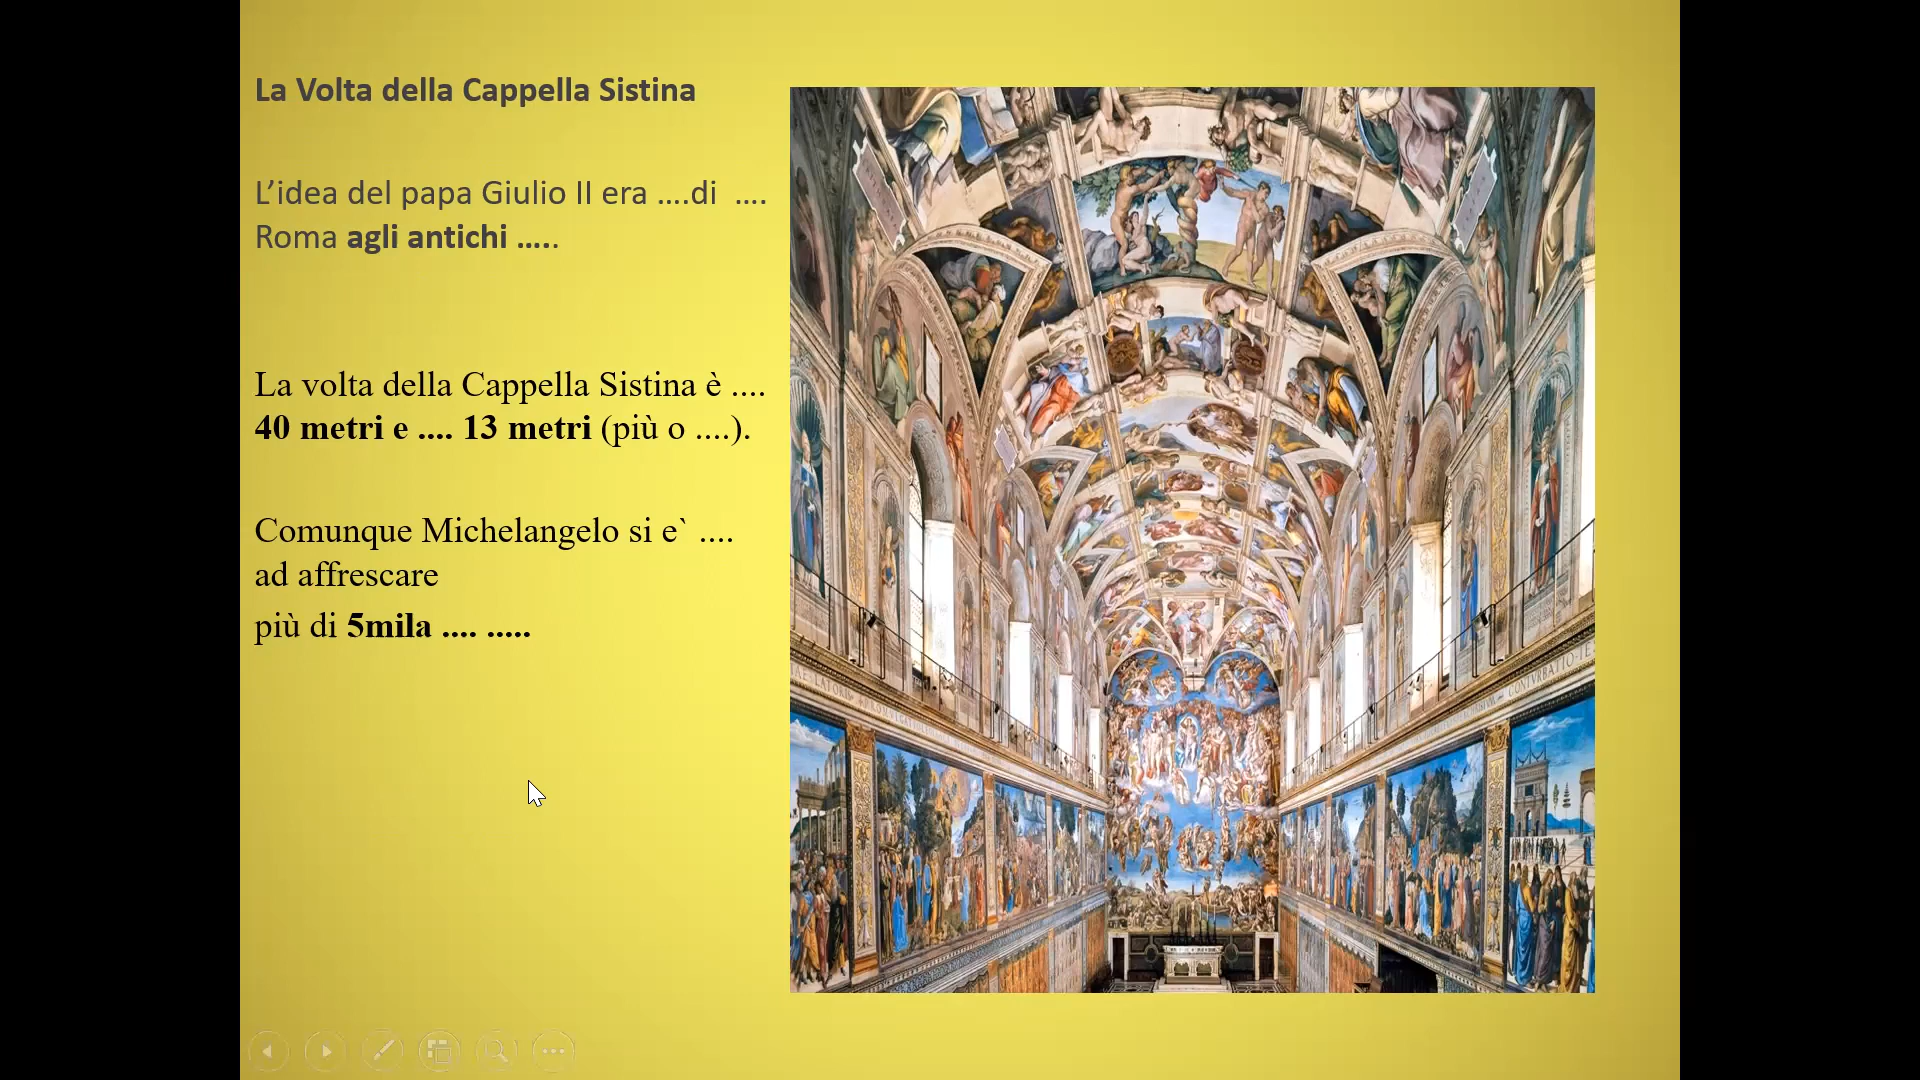 La Volta della Cappella Sistina
L’idea del papa Giulio II era ….di  ….
Roma agli antichi …..
La volta della Cappella Sistina è ....
40 metri e .... 13 metri (più o ....).
Comunque Michelangelo si e` ....
ad affrescare
più di 5mila .... .....
CONTVRBATIO